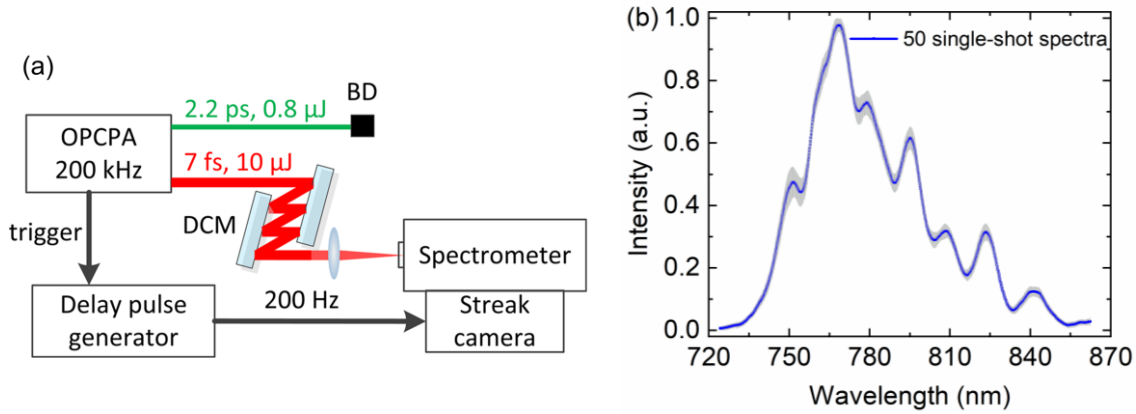 (a)
2.2 ps, 0.8 μJ
BD
OPCPA
200 kHz
7 fs, 10 μJ
DCM
trigger
Spectrometer
200 Hz
Delay pulse
generator
Streak
camera
(b)
50 single-shot spectra
1.0
0.8
0.6
0.4
0.2
0.0
Intensity (a.u.)
720 750 780 810 840 870
Wavelength (nm)